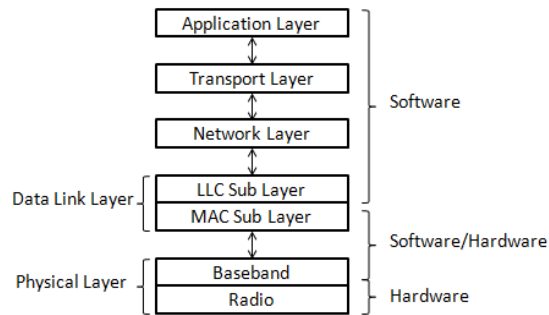 Application Layer
Transport Layer
Software
Network Layer
LLC Sub Layer
Data Link Layer
MAC Sub Layer
Software/Hardware
Baseband
Physical Layer
Radio
Hardware